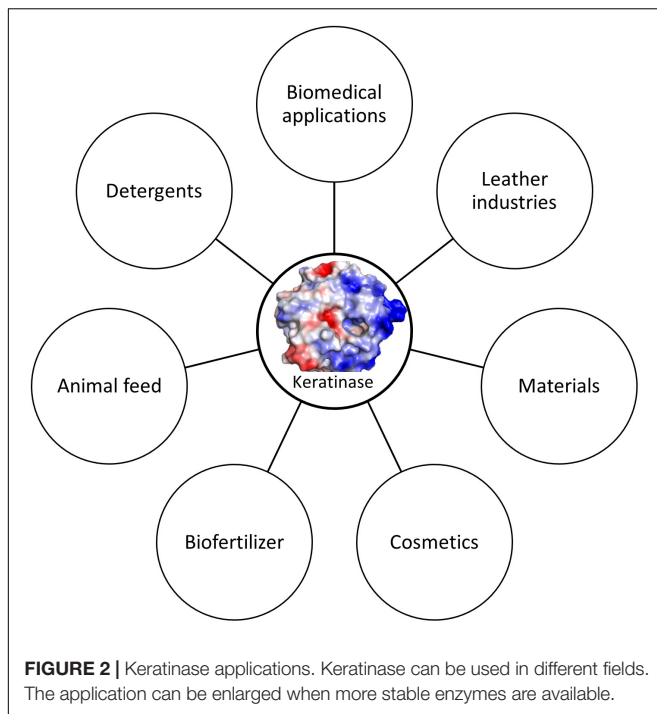 Biomedical
applications
Detergents
Leather
industries
Keratinase
Animal feed
Materials
Biofertilizer
Cosmetics
FIGURE 2 | Keratinase applications. Keratinase can be used in different fields.
The application can be enlarged when more stable enzymes are available.